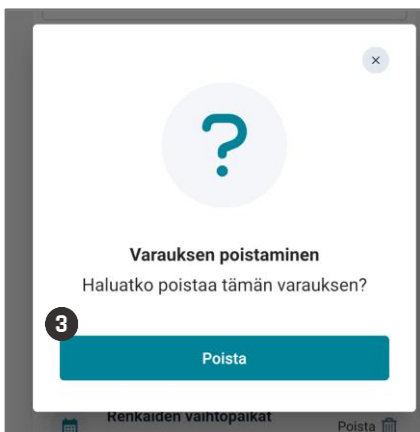 ?
Varauksen poistaminen
Haluatko poistaa tämän varauksen?
3
Poista
Renkaiden vaihtopaikat
Poista